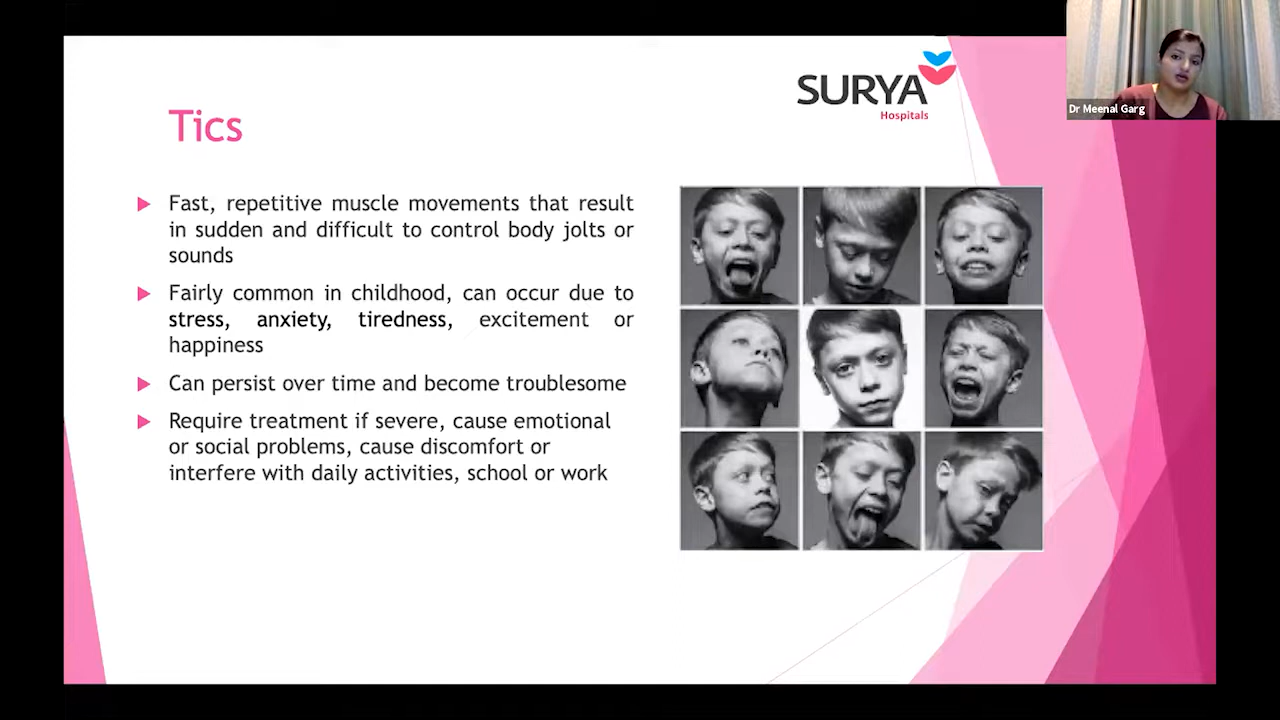 SURYA
Hospitals
Dr Meenal Garg
Tics
Fast, repetitive muscle movements that result
in sudden and difficult to control body jolts or
sounds
Fairly common in childhood, can occur due to
stress, anxiety, tiredness, excitement or
happiness
Can persist over time and become troublesome
Require treatment if severe, cause emotional
or social problems, cause discomfort or
interfere with daily activities, school or work